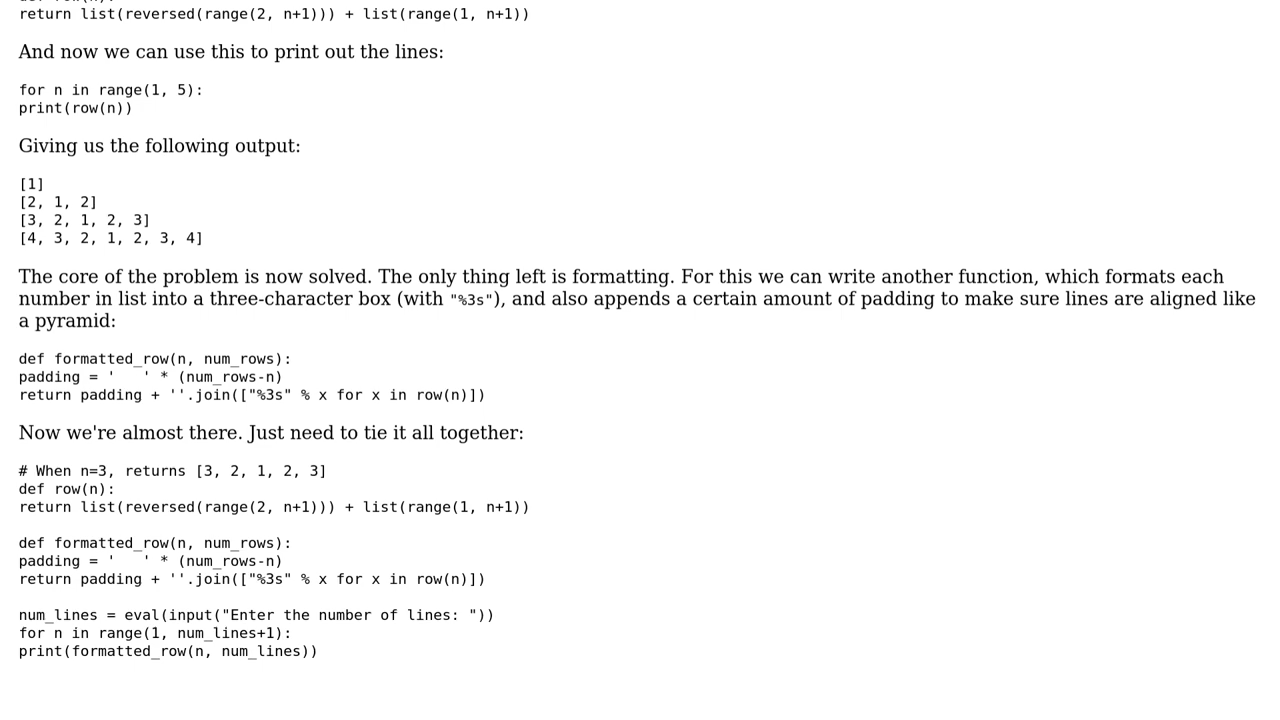 return list(reversed(range(2, n+1))) + list(range(1, n+1))
And now we can use this to print out the lines:
for n in range(1, 5):
print(row(n))
Giving us the following output:
[1]
[2, 1, 2]
[3, 2, 1, 2, 3]
[4, 3, 2, 1, 2, 3, 4]
The core of the problem is now solved. The only thing left is formatting. For this we can write another function, which formats each
number in list into a three-character box (with "%3s"), and also appends a certain amount of padding to make sure lines are aligned like
a pyramid:
def formatted_row(n, num_rows):
padding = '   ' * (num_rows-n)
return padding + ''.join(["%3s" % x for x in row(n)])
Now we're almost there. Just need to tie it all together:
# When n=3, returns [3, 2, 1, 2, 3]
def row(n):
return list(reversed(range(2, n+1))) + list(range(1, n+1))
def formatted_row(n, num_rows):
padding = '   ' * (num_rows-n)
return padding + ''.join(["%3s" % x for x in row(n)])
num_lines = eval(input("Enter the number of lines: "))
for n in range(1, num_lines+1):
print(formatted_row(n, num_lines))